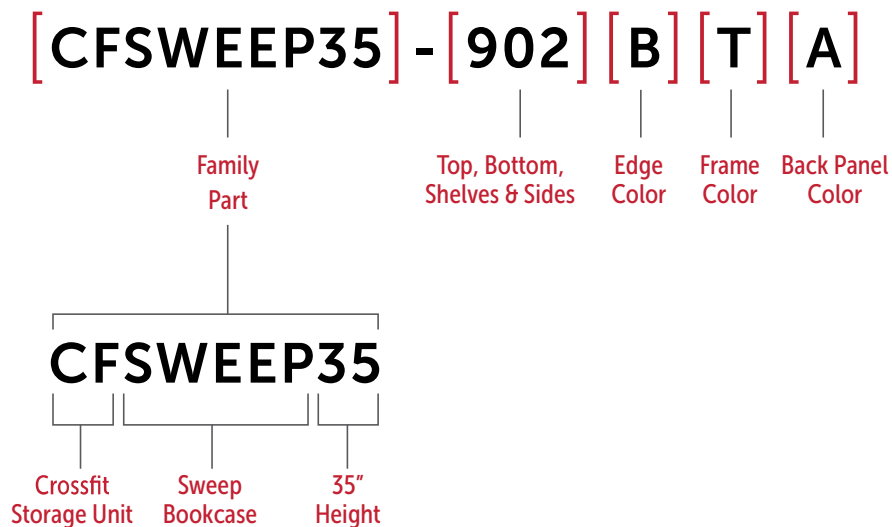 [CFSWEEP35]-[902][B][T][A]
Family
Part
Top, Bottom,
Shelves & Sides
Edge
Color
Frame
Color
Back Panel
Color
CFSWEEP35
Crossfit
Storage Unit
Sweep
Bookcase
35”
Height